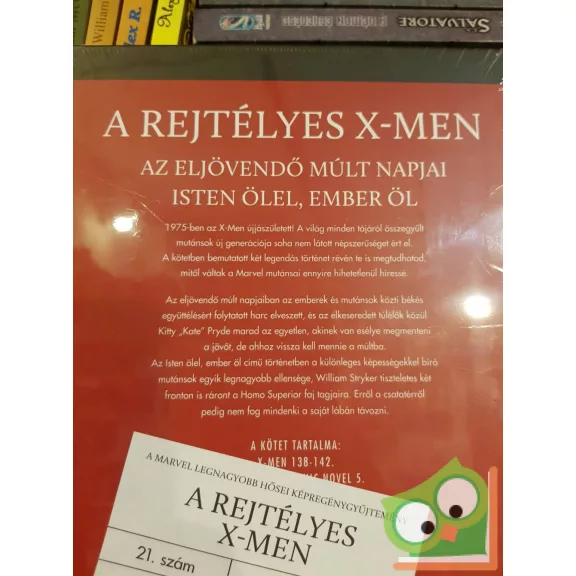 William
lex R.
SALVATORE
A REJTÉLYES X-MEN
AZ ELJÖVENDŐ MÚLT NAPJAI
ISTEN ÖLEL, EMBER ÖL
1975-ben az X-Men újjászületett! A világ minden tájáról összegyűlt
mutánsok új generációja soha nem látott népszerűséget ért el.
A kötetben bemutatott két legendás történet révén te is megtudhatod,
mitől váltak a Marvel mutánsai ennyire hihetetlenül híressé.
Az eljövendő múlt napjaiban az emberek és mutánsok közti békés
együttélésért folytatott harc elveszett, és az elkeseredett túlélők közül
Kitty „Kate" Pryde marad az egyetlen, akinek van esélye megmenteni
a jövőt, de ahhoz vissza kell mennie a múltba.
Az Isten ölel, ember öl című történetben a különleges képességekkel bíró
mutánsok egyik legnagyobb ellensége, William Stryker tiszteletes két
fronton is ráront a Homo Superior faj tagjaira. Erről a csatatérről
pedig nem fog mindenki a saját lábán távozni.
A KÖTET TARTALMA:
X-MEN 138-142.
NOVEL 5.
A MARVEL LEGNAGYOBB HŐSEI KÉPREGÉNYGYŰJTEMÉNY
A REJTÉLYES
X-MEN
21. szám